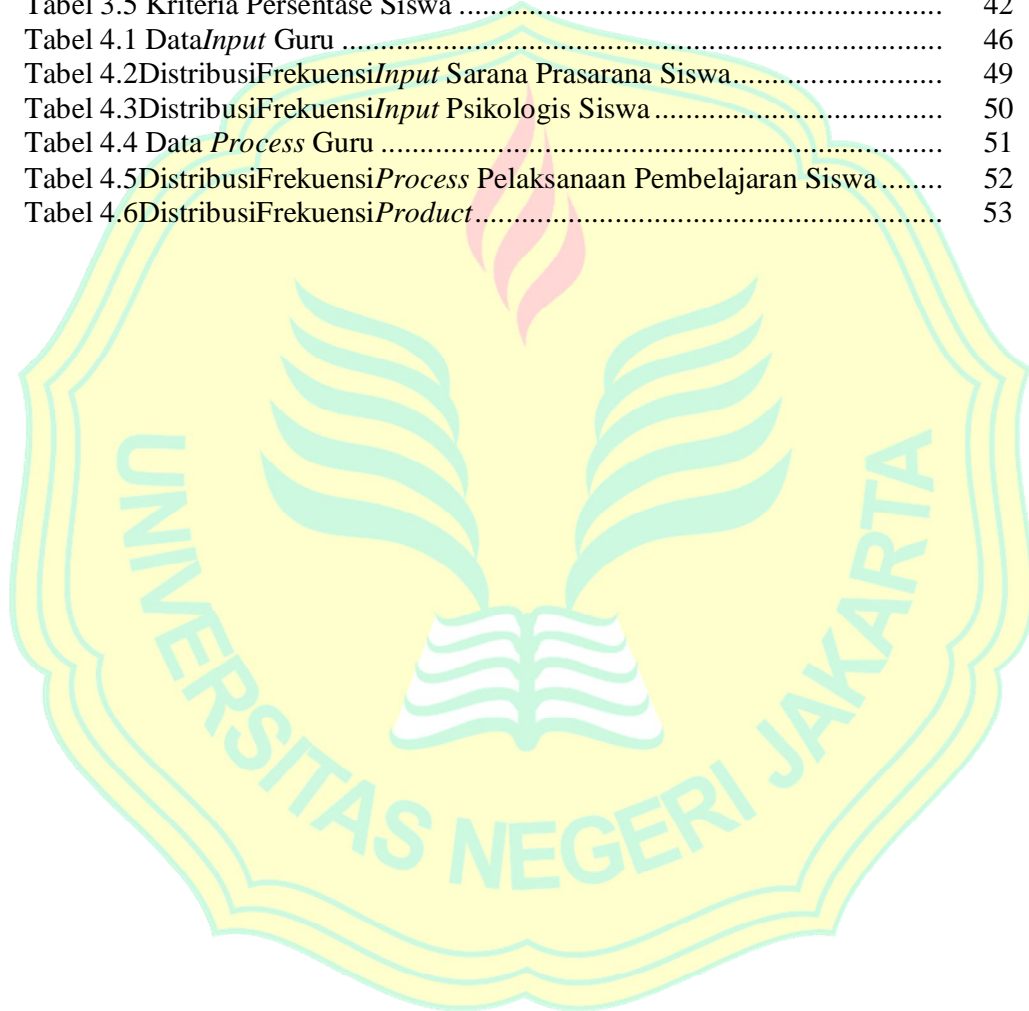 Tabel 3.5 Kriteria Persentase Siswa ........................................................................ 42
Tabel 4.1 DataInput Guru ........................................................................................ 46
Tabel 4.2DistribusiFrekuensiInput Sarana Prasarana Siswa............................... 49
Tabel 4.3DistribusiFrekuensiInput Psikologis Siswa .......................................... 50
Tabel 4.4 Data Process Guru .................................................................................. 51
Tabel 4.5DistribusiFrekuensiProcess Pelaksanaan Pembelajaran Siswa ........ 52
Tabel 4.6DistribusiFrekuensiProduct.................................................................... 53
UNIVERSITAS NEGERI JAKARTA